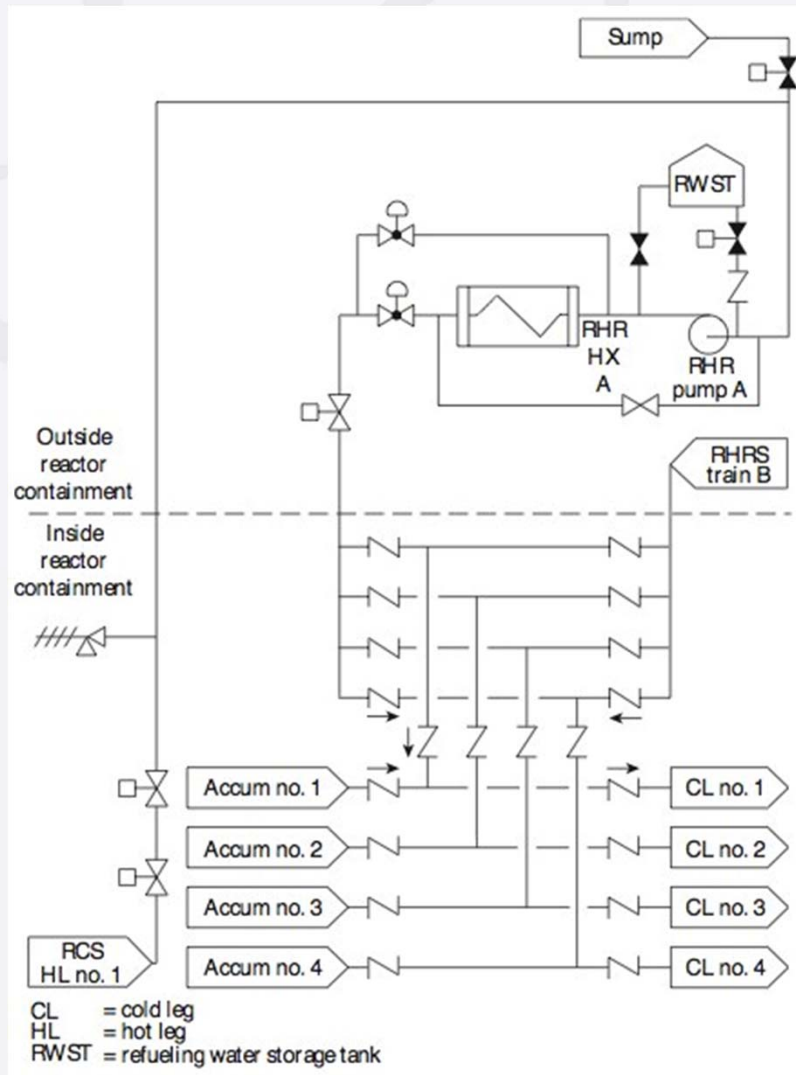 Sump
RWST
RHR
HX
A
RHR
pump A
Outside
reactor
containment
RHRS
train B
Inside
reactor
containment
Accum no. 1
CL no. 1
Accum no. 2
CL no. 2
Accum no. 3
CL no. 3
RCS
HL no. 1
Accum no. 4
CL no. 4
CL = cold leg
HL = hot leg
RWST = refueling water storage tank